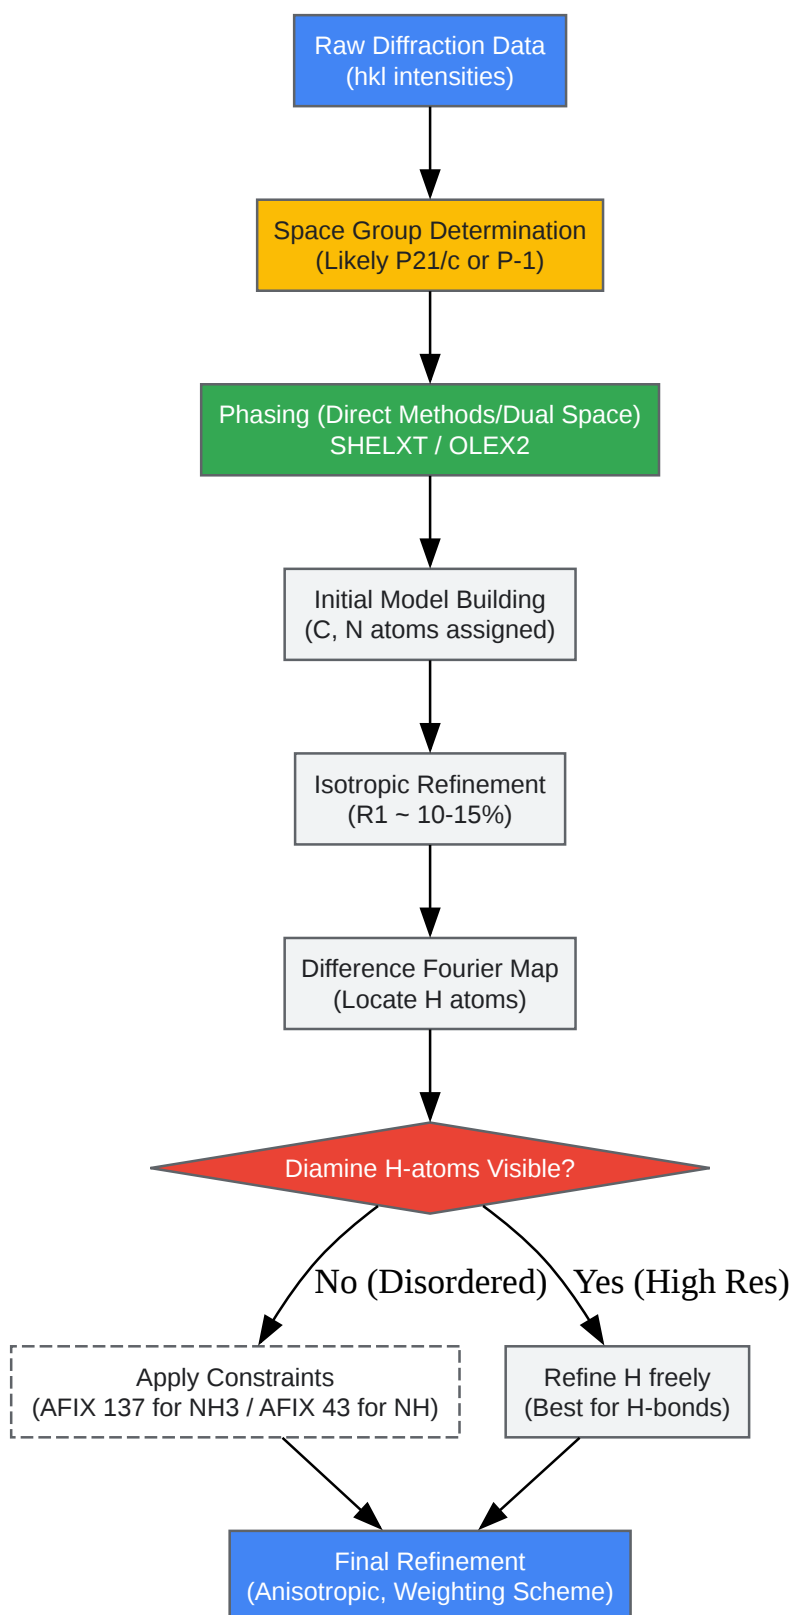 Raw Diffraction Data
(hkl intensities)
Space Group Determination
(Likely P21/c or P-1)
Phasing (Direct Methods/Dual Space)
SHELXT / OLEX2
Initial Model Building
(C, N atoms assigned)
Isotropic Refinement
(R1 ~ 10-15%)
Difference Fourier Map
(Locate H atoms)
Diamine H-atoms Visible?
No (Disordered)
Yes (High Res)
Apply Constraints
(AFIX 137 for NH3 / AFIX 43 for NH)
Refine H freely
(Best for H-bonds)
Final Refinement
(Anisotropic, Weighting Scheme)